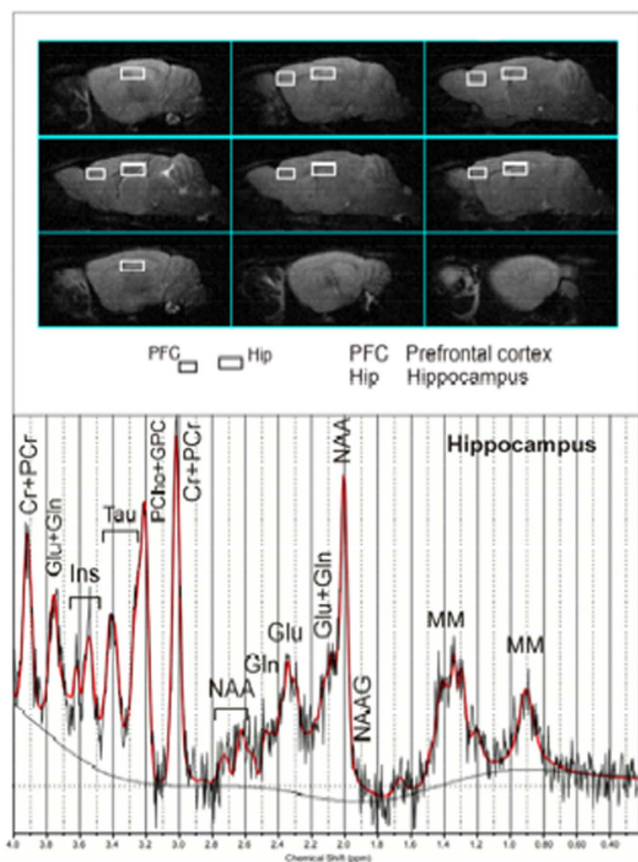 PFC Hip PFC Prefrontal cortex
Hip Hippocampus
Hippocampus
Cr+PCr
Glu+Gln
Ins
Tau
PCho+GPC
Cr+PCr
NAA
Gln
Glu
Glu+Gln
NAA
NAAG
MM
MM
4.0 3.6 3.4 3.2 3.0 2.8 2.6 2.4 2.2 2.0 1.8 1.6 1.4 1.2 1.0 0.80 0.60 0.40 0.20
Chemical Shift (ppm)